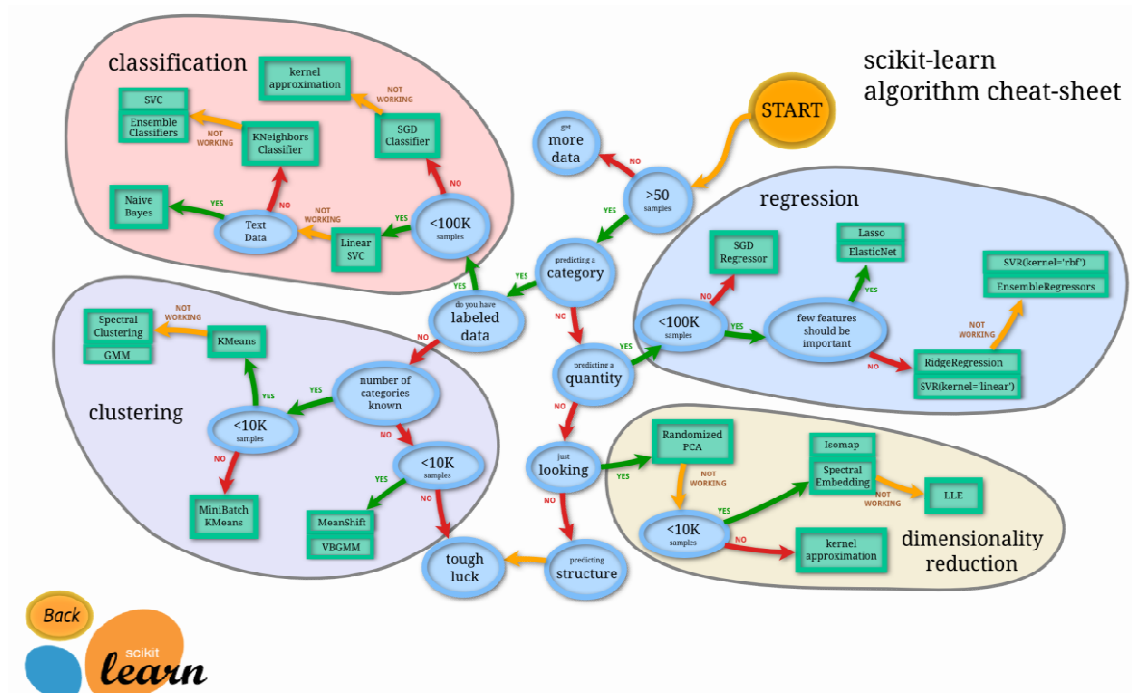 scikit-learn
algorithm cheat-sheet
START
>50
samples
NO
get
more
data
YES
predicting a
category
YES
NO
do you have
labeled
data
YES
NO
predicting a
quantity
YES
NO
just
looking
YES
NO
predicting
structure
tough
luck
classification
kernel
approximation
NOT
WORKING
SGD
Classifier
NO
<100K
samples
YES
Linear
SVC
NOT
WORKING
Text
Data
YES
Naive
Bayes
NO
KNeighbors
Classifier
NOT
WORKING
SVC
Ensemble
Classifiers
regression
<100K
samples
NO
SGD
Regressor
YES
few features
should be
important
YES
Lasso
ElasticNet
NO
RidgeRegression
SVR(kernel='linear')
NOT
WORKING
SVR(kernel='rbf')
EnsembleRegressors
clustering
number of
categories
known
YES
NO
<10K
samples
YES
KMeans
NOT
WORKING
Spectral
Clustering
GMM
NO
MiniBatch
KMeans
<10K
samples
YES
NO
MeanShift
VBGMM
dimensionality
reduction
Randomized
PCA
NOT
WORKING
<10K
samples
YES
Isomap
Spectral
Embedding
NOT
WORKING
LLE
NO
kernel
approximation
Back
scikit
learn